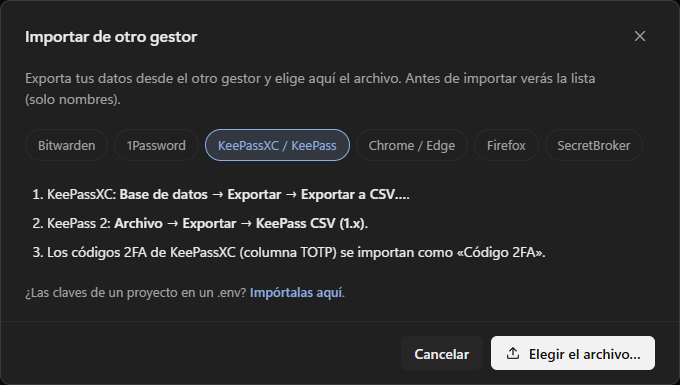 Importar de otro gestor
Exporta tus datos desde el otro gestor y elige aquí el archivo. Antes de importar verás la lista
(solo nombres).
Bitwarden 1Password KeePassXC / KeePass Chrome / Edge Firefox SecretBroker
1. KeePassXC: Base de datos → Exportar → Exportar a CSV....
2. KeePass 2: Archivo → Exportar → KeePass CSV (1.x).
3. Los códigos 2FA de KeePassXC (columna TOTP) se importan como «Código 2FA».
¿Las claves de un proyecto en un .env? Impórtalas aquí.
Cancelar Elegir el archivo...